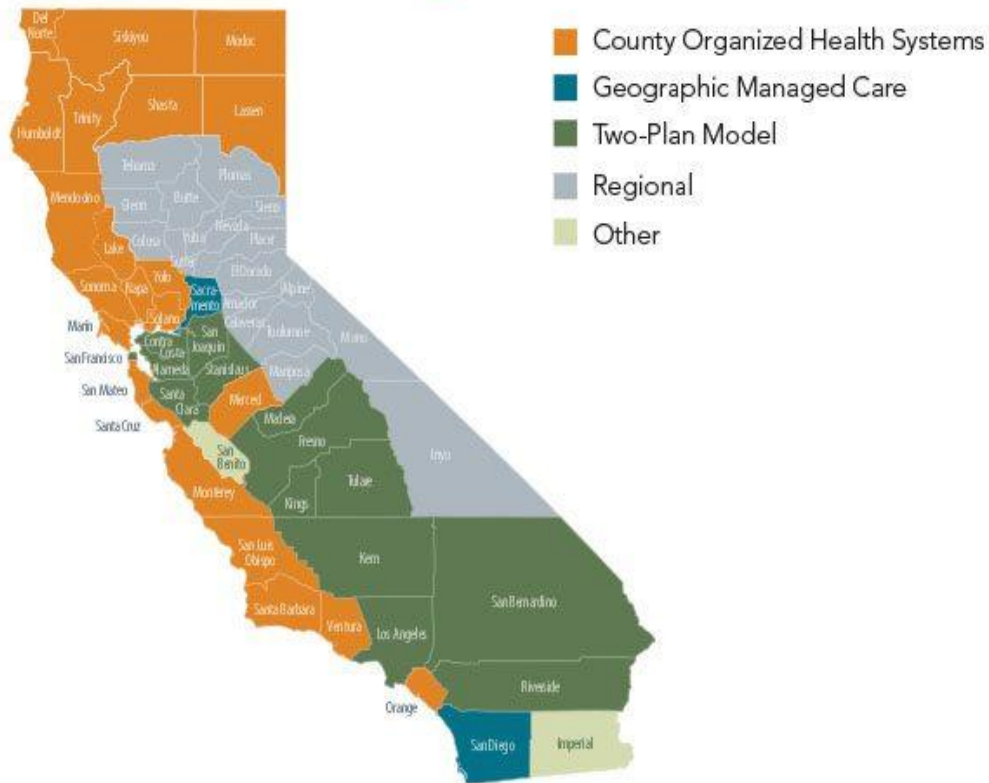 County Organized Health Systems
Geographic Managed Care
Two-Plan Model
Regional
Other
Del
Norte
Siskiyou
Modoc
Humboldt
Trinity
Shasta
Lassen
Tehama
Plumas
Mendocino
Glenn
Butte
Sierra
Lake
Colusa
Yuba
Nevada
Placer
Sutter
Sonoma
Napa
Yolo
Sacra-
mento
El Dorado
Alpine
Solano
Amador
Calaveras
Marin
Contra
Costa
San
Joaquin
Tuolumne
Mono
San Francisco
Alameda
Stanislaus
Mariposa
San Mateo
Santa
Clara
Merced
Madera
Santa Cruz
San
Benito
Fresno
Inyo
Monterey
Kings
Tulare
San Luis
Obispo
Kern
Santa Barbara
Ventura
Los Angeles
San Bernardino
Orange
Riverside
San Diego
Imperial